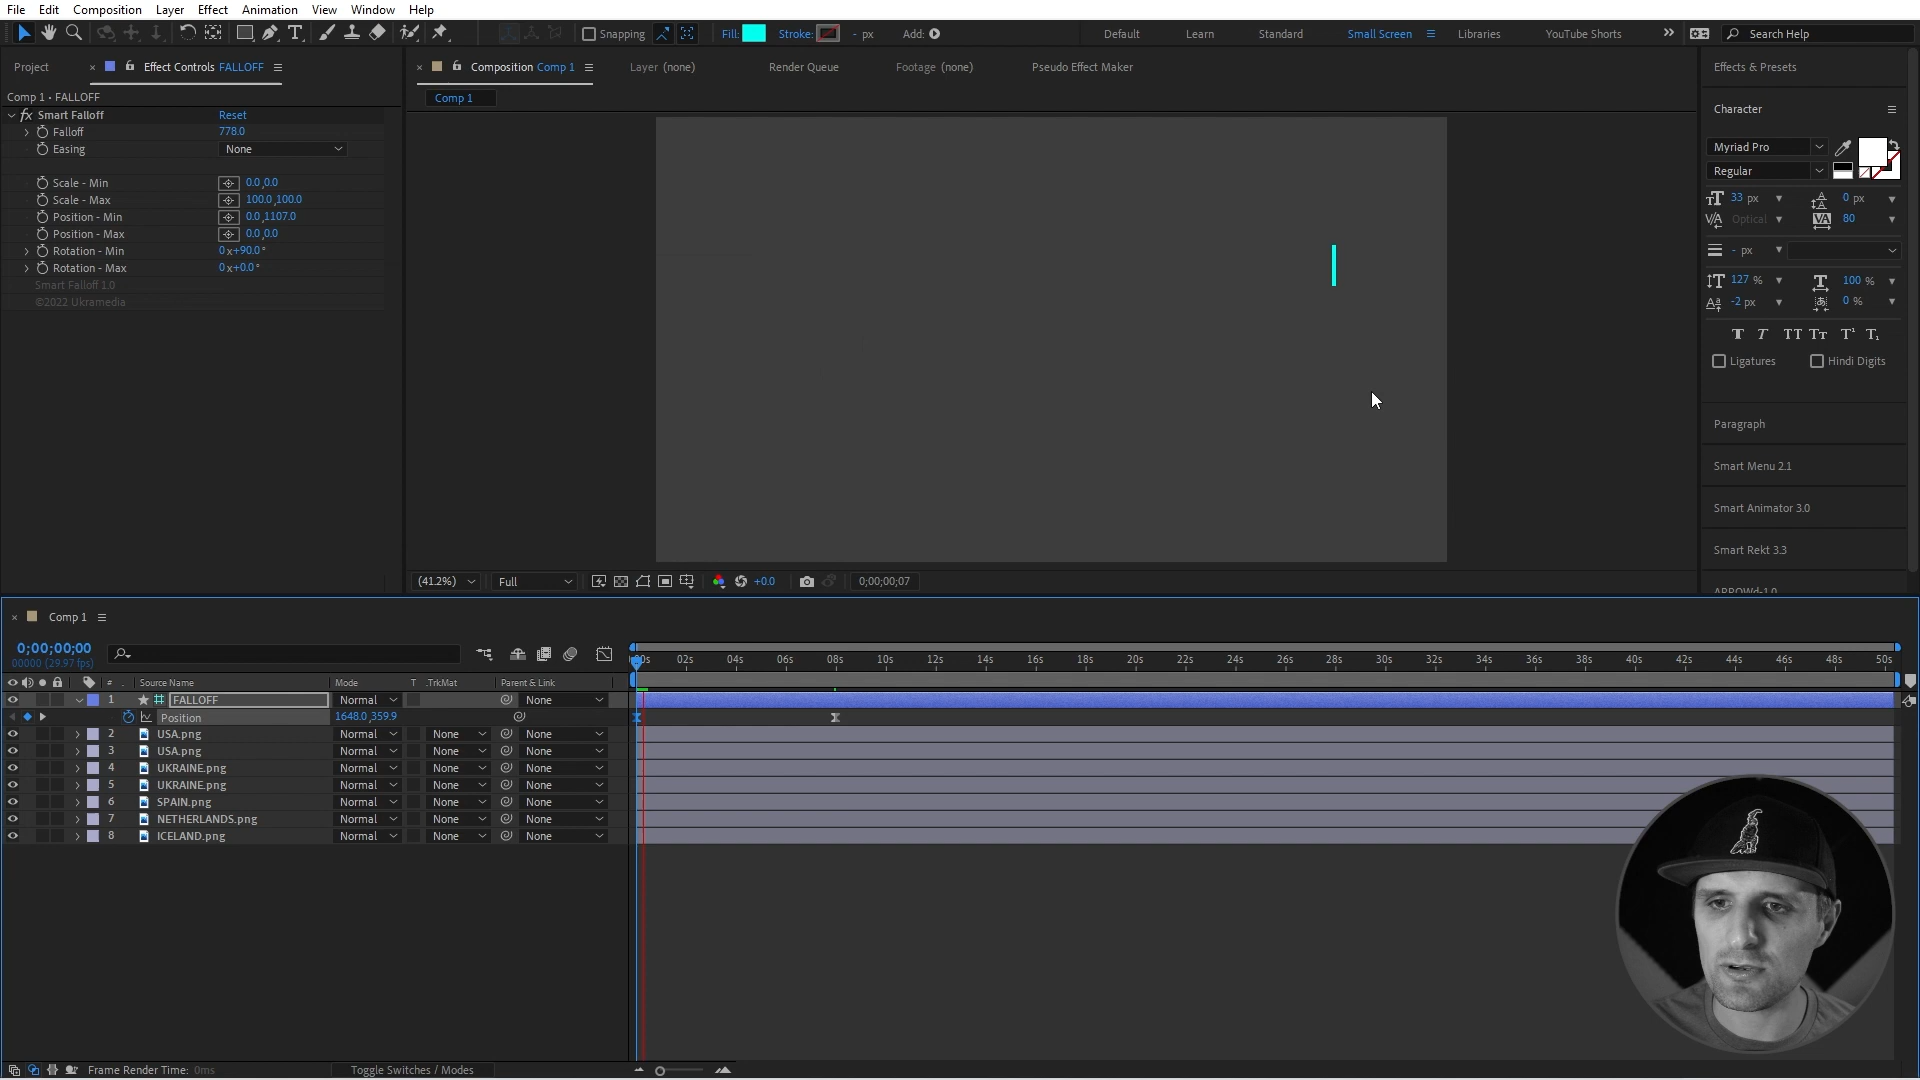 File Edit Composition Layer Effect Animation View Window Help
Snapping Fill: Stroke: - px Add: Default Learn Standard Small Screen Libraries YouTube Shorts Search Help
Project Effect Controls FALLOFF Composition Comp 1 Layer (none) Render Queue Footage (none) Pseudo Effect Maker Effects & Presets
Comp 1 • FALLOFF Comp 1
Smart Falloff Reset
Falloff 778.0
Easing None
Scale - Min 0.0,0.0
Scale - Max 100.0,100.0
Position - Min 0.0,1107.0
Position - Max 0.0,0.0
Rotation - Min 0x+90.0°
Rotation - Max 0x+0.0°
Smart Falloff 1.0
©2022 Ukramedia
Character
Myriad Pro
Regular
33 px 0 px
Optical 80
- px
127 % 100 %
-2 px 0 %
Ligatures Hindi Digits
Paragraph
Smart Menu 2.1
Smart Animator 3.0
Smart Rekt 3.3
(41.2%) Full +0.0 0;00;00;07
Comp 1
0;00;00;00
00000 (29.97 fps)
02s 04s 06s 08s 10s 12s 14s 16s 18s 20s 22s 24s 26s 28s 30s 32s 34s 36s 38s 40s 42s 44s 46s 48s 50s
# Source Name Mode T .TrkMat Parent & Link
1 FALLOFF Normal None
Position 1648.0,359.9
2 USA.png Normal None None
3 USA.png Normal None None
4 UKRAINE.png Normal None None
5 UKRAINE.png Normal None None
6 SPAIN.png Normal None None
7 NETHERLANDS.png Normal None None
8 ICELAND.png Normal None None
Frame Render Time: 0ms Toggle Switches / Modes